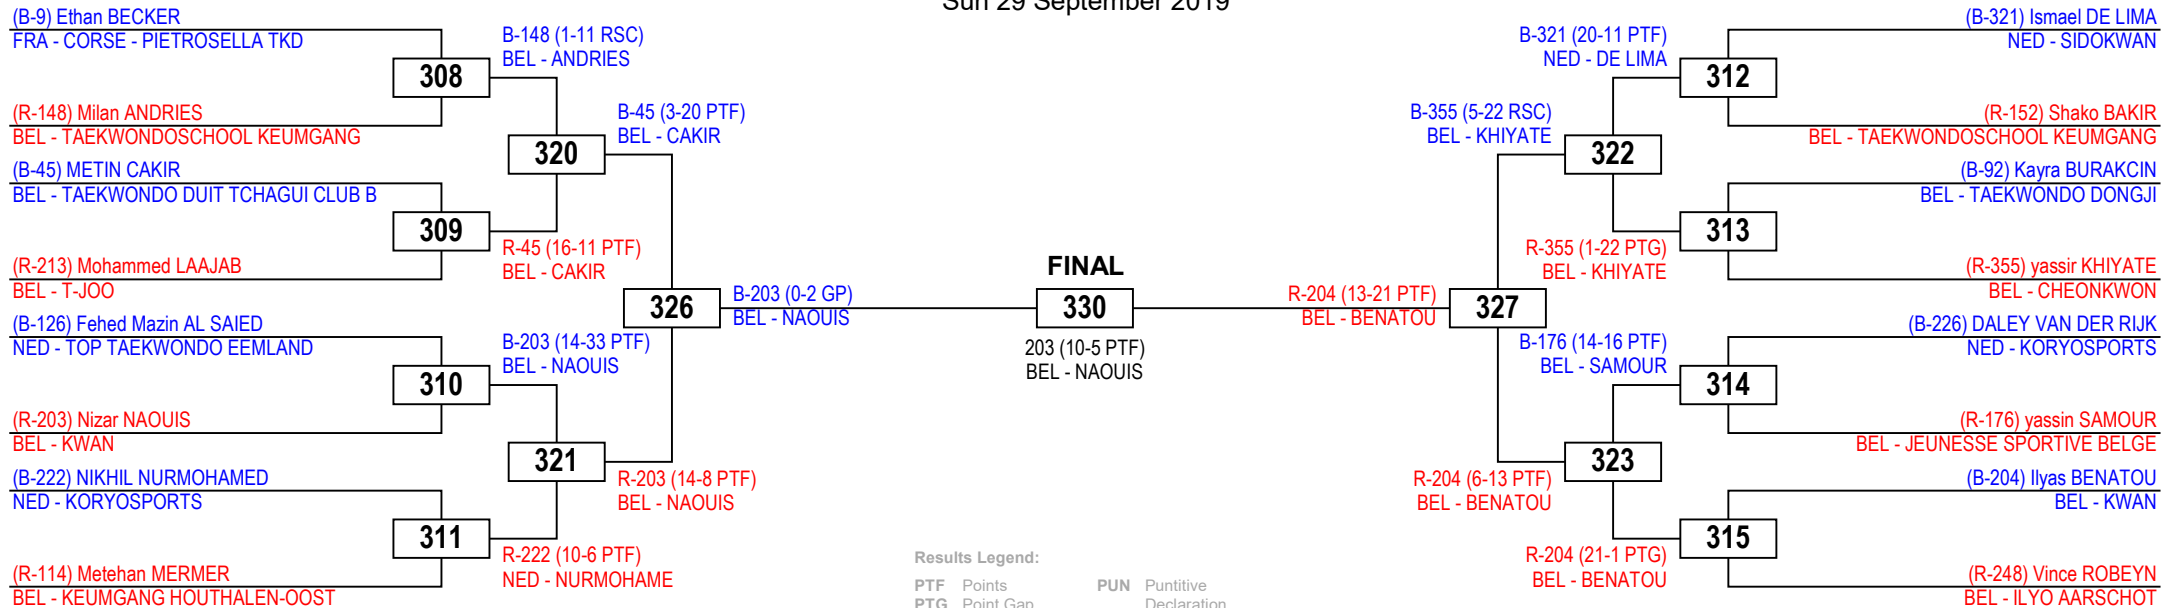 Sun 29 September 2019
(B-9) Ethan BECKER
FRA - CORSE - PIETROSELLA TKD
308
(R-148) Milan ANDRIES
BEL - TAEKWONDOSCHOOL KEUMGANG
B-148 (1-11 RSC)
BEL - ANDRIES
320
(B-45) METIN CAKIR
BEL - TAEKWONDO DUIT TCHAGUI CLUB B
309
(R-213) Mohammed LAAJAB
BEL - T-JOO
R-45 (16-11 PTF)
BEL - CAKIR
B-45 (3-20 PTF)
BEL - CAKIR
326
(B-126) Fehed Mazin AL SAIED
NED - TOP TAEKWONDO EEMLAND
310
(R-203) Nizar NAOUIS
BEL - KWAN
B-203 (14-33 PTF)
BEL - NAOUIS
321
(B-222) NIKHIL NURMOHAMED
NED - KORYOSPORTS
311
(R-114) Metehan MERMER
BEL - KEUMGANG HOUTHALEN-OOST
R-222 (10-6 PTF)
NED - NURMOHAME
R-203 (14-8 PTF)
BEL - NAOUIS
B-203 (0-2 GP)
BEL - NAOUIS
FINAL
330
203 (10-5 PTF)
BEL - NAOUIS
R-204 (13-21 PTF)
BEL - BENATOU
327
B-355 (5-22 RSC)
BEL - KHIYATE
322
B-321 (20-11 PTF)
NED - DE LIMA
312
(B-321) Ismael DE LIMA
NED - SIDOKWAN
(R-152) Shako BAKIR
BEL - TAEKWONDOSCHOOL KEUMGANG
R-355 (1-22 PTG)
BEL - KHIYATE
313
(B-92) Kayra BURAKCIN
BEL - TAEKWONDO DONGJI
(R-355) yassir KHIYATE
BEL - CHEONKWON
R-204 (6-13 PTF)
BEL - BENATOU
323
B-176 (14-16 PTF)
BEL - SAMOUR
314
(B-226) DALEY VAN DER RIJK
NED - KORYOSPORTS
(R-176) yassin SAMOUR
BEL - JEUNESSE SPORTIVE BELGE
R-204 (21-1 PTG)
BEL - BENATOU
315
(B-204) Ilyas BENATOU
BEL - KWAN
(R-248) Vince ROBEYN
BEL - ILYO AARSCHOT
Results Legend:
PTF Points PUN Puntitive
PTG Point Gap Declaration